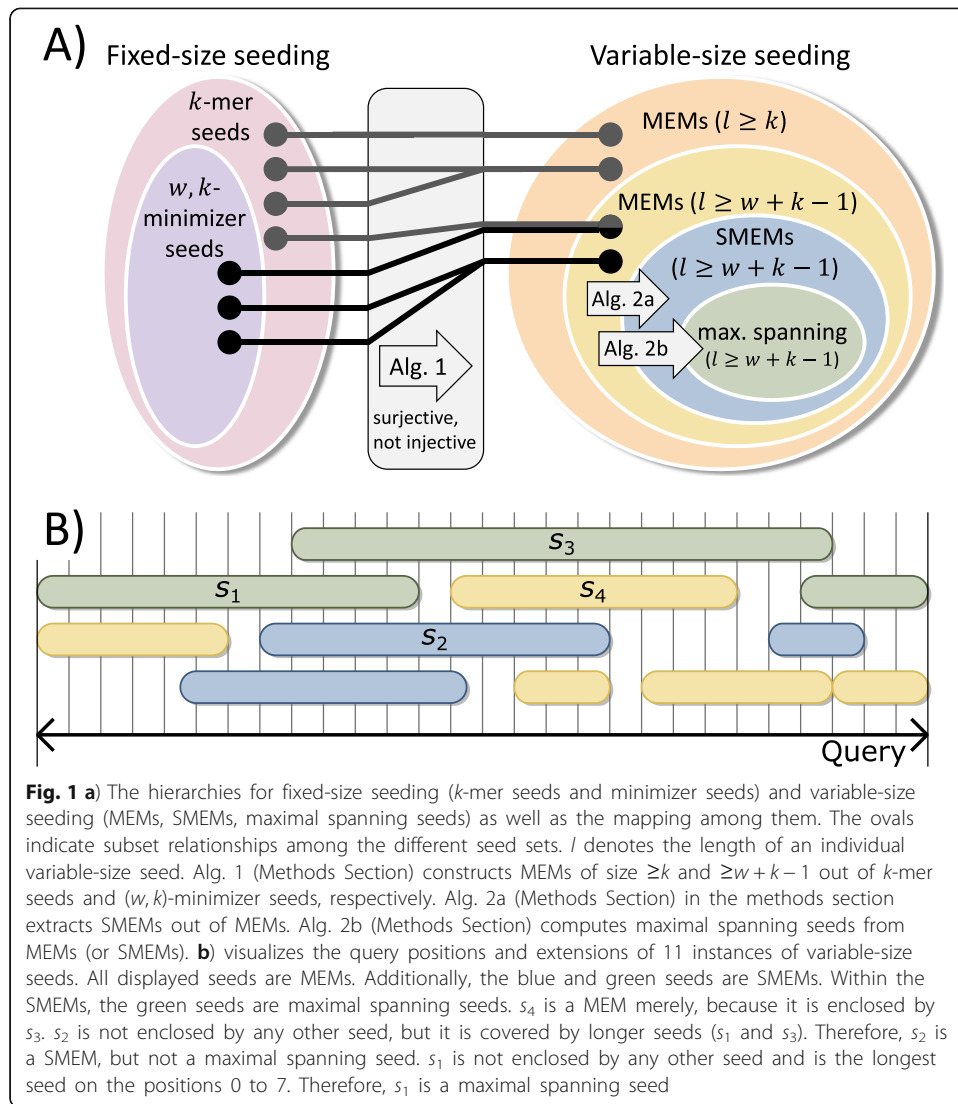 A)
Fixed-size seeding
Variable-size seeding
k-mer
seeds
w, k-
minimizer
seeds
Alg. 1
surjective,
not injective
MEMs (l ≥ k)
MEMs (l ≥ w + k − 1)
SMEMs
(l ≥ w + k − 1)
Alg. 2a
Alg. 2b
max. spanning
(l ≥ w + k − 1)
B)
s₃
s₁
s₄
s₂
Query
Fig. 1 a) The hierarchies for fixed-size seeding (k-mer seeds and minimizer seeds) and variable-size
seeding (MEMs, SMEMs, maximal spanning seeds) as well as the mapping among them. The ovals
indicate subset relationships among the different seed sets. l denotes the length of an individual
variable-size seed. Alg. 1 (Methods Section) constructs MEMs of size ≥k and ≥w + k − 1 out of k-mer
seeds and (w, k)-minimizer seeds, respectively. Alg. 2a (Methods Section) in the methods section
extracts SMEMs out of MEMs. Alg. 2b (Methods Section) computes maximal spanning seeds from
MEMs (or SMEMs). b) visualizes the query positions and extensions of 11 instances of variable-size
seeds. All displayed seeds are MEMs. Additionally, the blue and green seeds are SMEMs. Within the
SMEMs, the green seeds are maximal spanning seeds. s₄ is a MEM merely, because it is enclosed by
s₃. s₂ is not enclosed by any other seed, but it is covered by longer seeds (s₁ and s₃). Therefore, s₂ is
a SMEM, but not a maximal spanning seed. s₁ is not enclosed by any other seed and is the longest
seed on the positions 0 to 7. Therefore, s₁ is a maximal spanning seed